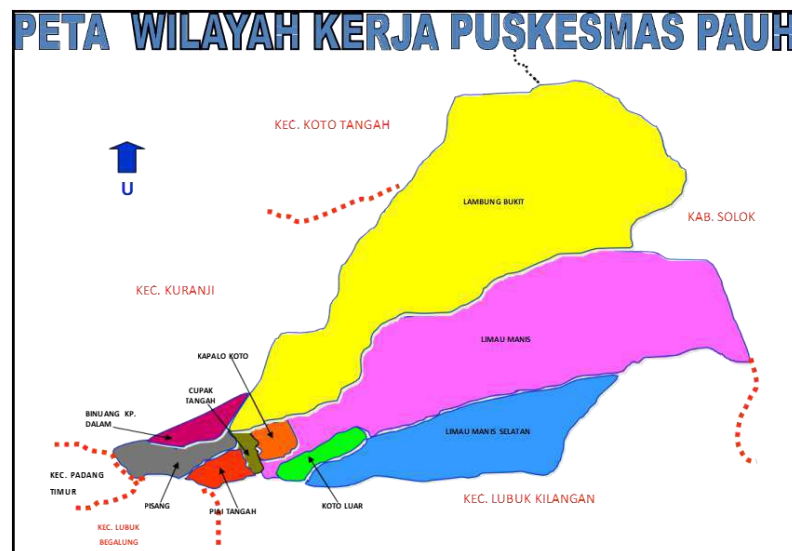 PETA WILAYAH KERJA PUSKESMAS PAUH
KEC. KOTO TANGAH
U
LAMBUNG BUKIT
KAB. SOLOK
KEC. KURANJI
LIMAU MANIS
KAPALO KOTO
CUPAK
TANGAH
BINUANG KP.
DALAM
LIMAU MANIS SELATAN
KEC. PADANG
TIMUR
PISANG
PIAI TANGAH
KOTO LUAR
KEC. LUBUK KILANGAN
KEC. LUBUK
BEGALUNG